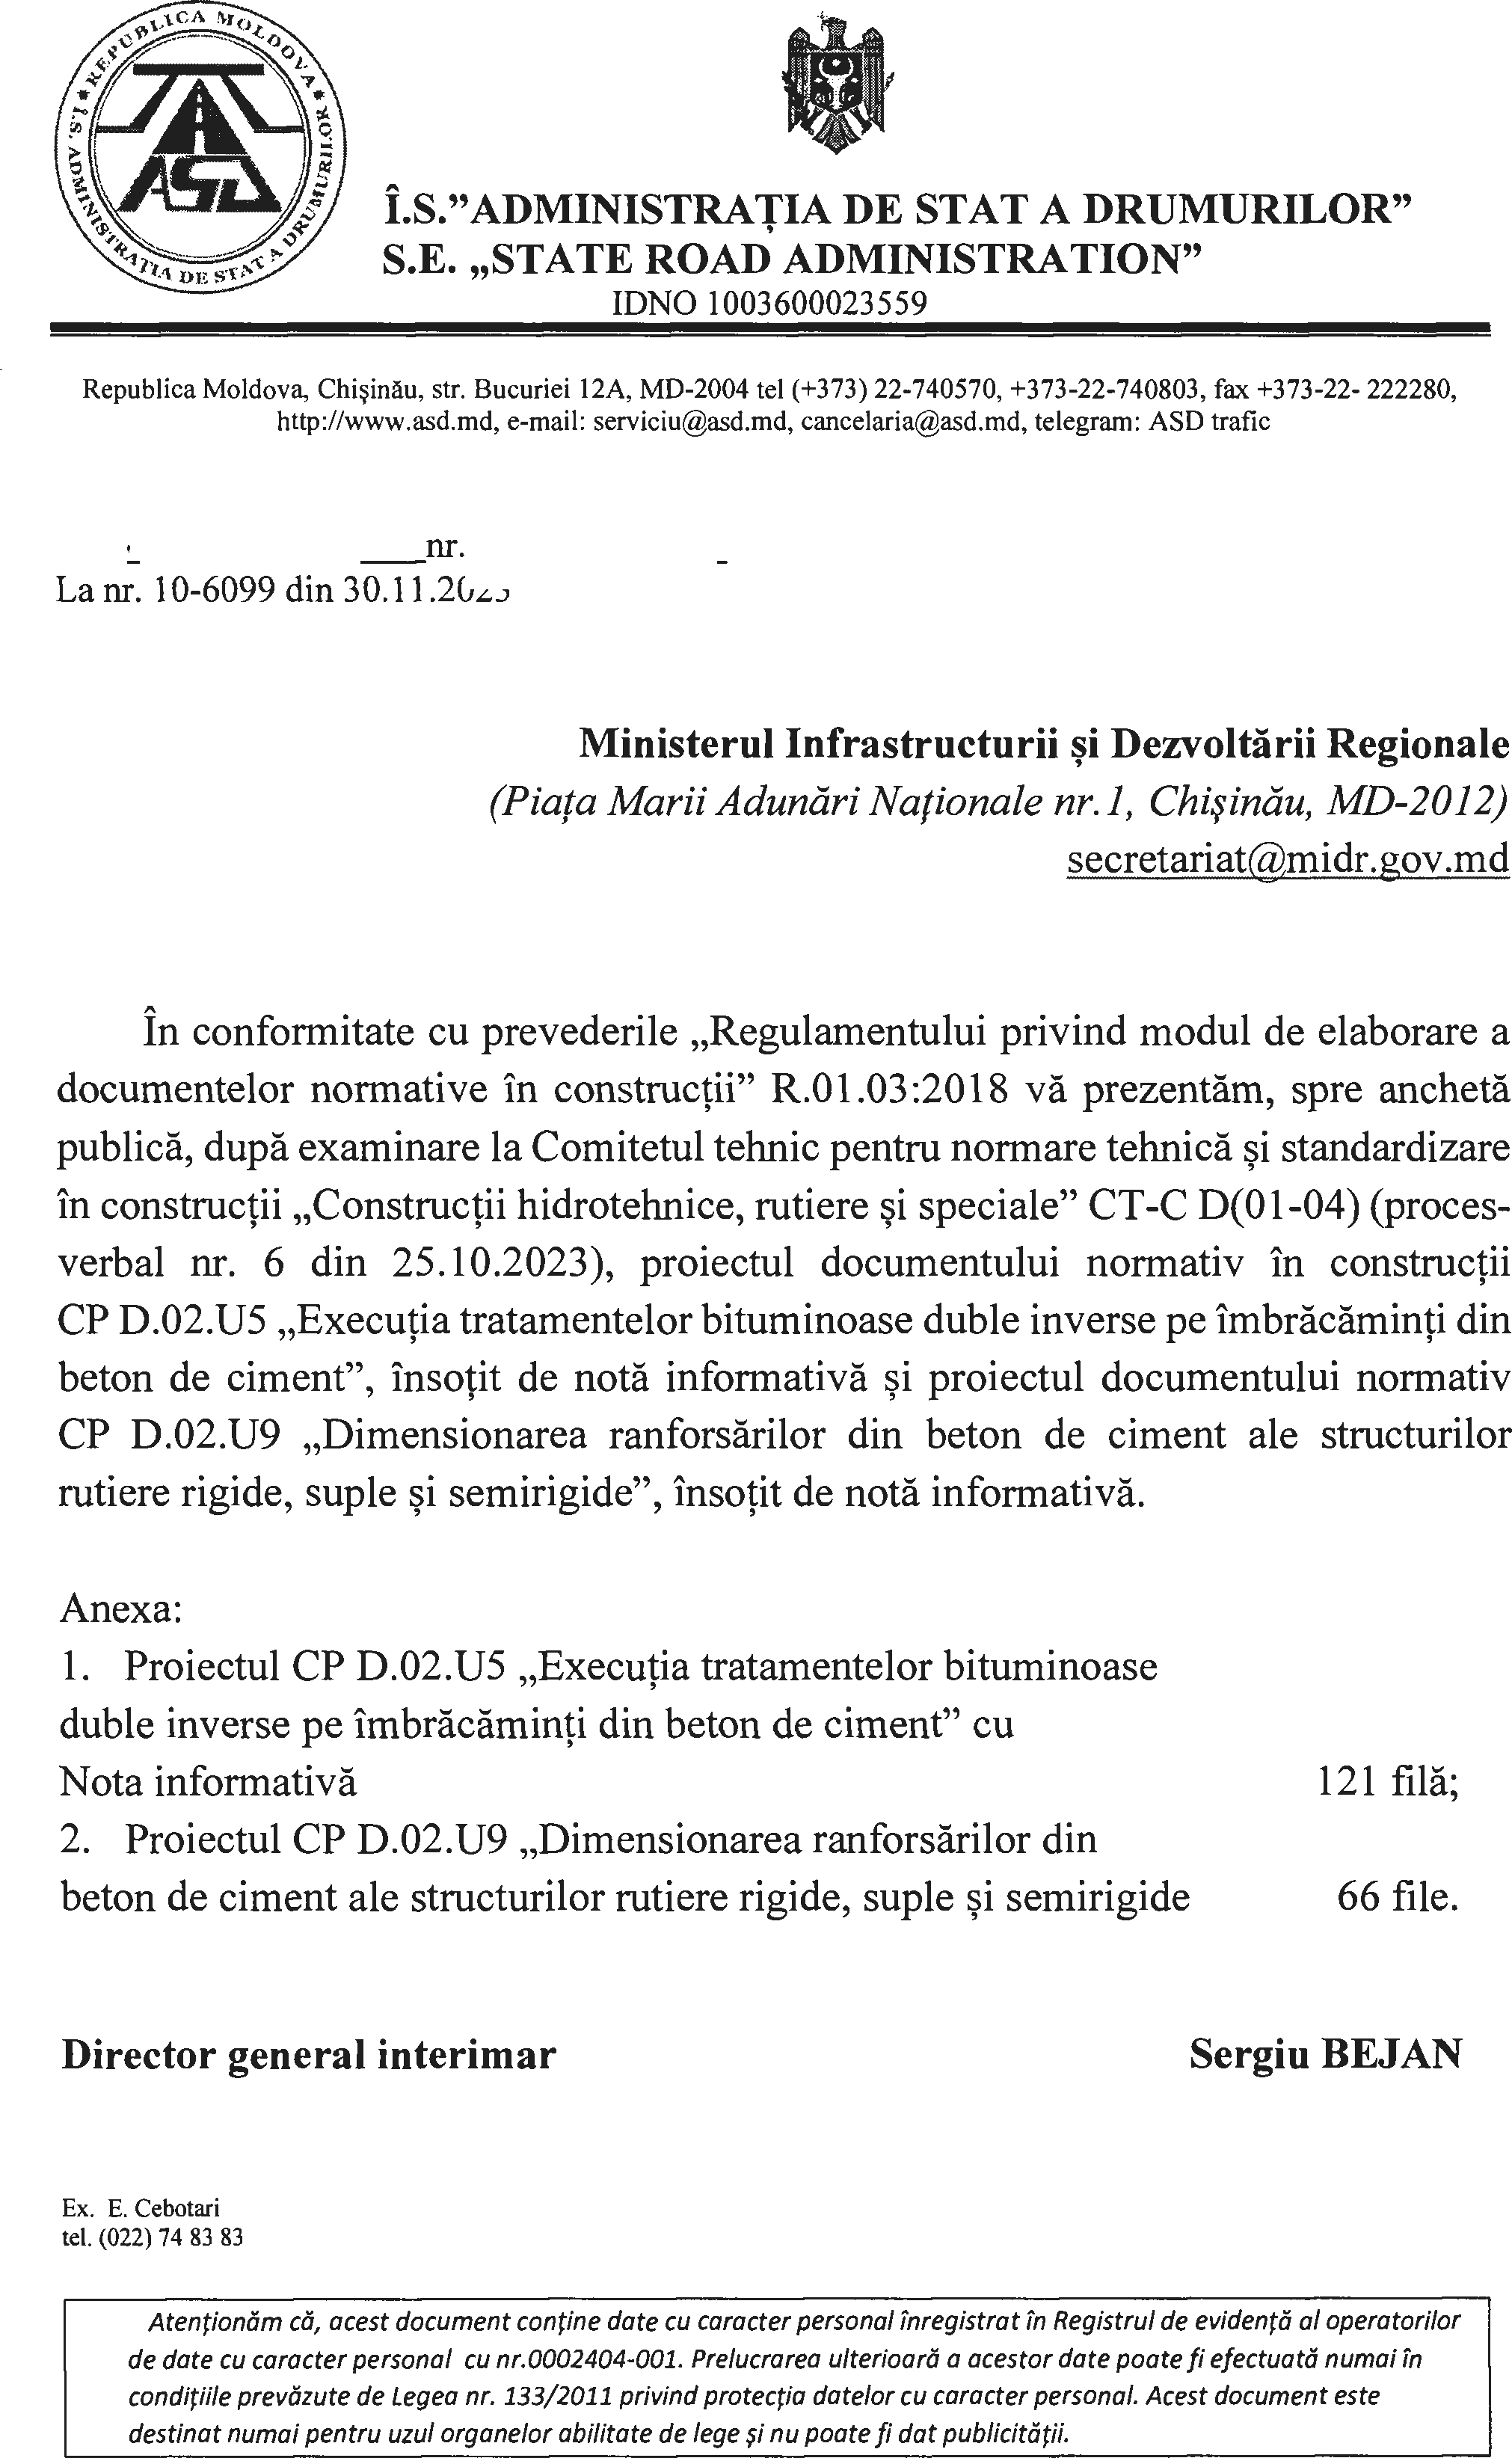 REPUBLICA MOLDOVA
Î.S. ADMINISTRAȚIA DE STAT A DRUMURILOR
ASD
Î.S.”ADMINISTRAȚIA DE STAT A DRUMURILOR”
S.E. „STATE ROAD ADMINISTRATION”
IDNO 1003600023559
Republica Moldova, Chișinău, str. Bucuriei 12A, MD-2004 tel (+373) 22-740570, +373-22-740803, fax +373-22- 222280,
http://www.asd.md, e-mail: serviciu@asd.md, cancelaria@asd.md, telegram: ASD trafic
____nr.
La nr. 10-6099 din
Ministerul Infrastructurii și Dezvoltării Regionale
(Piața Marii Adunări Naționale nr.1, Chișinău, MD-2012)
secretariat@midr.gov.md
În conformitate cu prevederile „Regulamentului privind modul de elaborare a
documentelor normative în construcții” R.01.03:2018 vă prezentăm, spre anchetă
publică, după examinare la Comitetul tehnic pentru normare tehnică și standardizare
în construcții „Construcții hidrotehnice, rutiere și speciale” CT-C D(01-04) (proces-
verbal nr. 6 din 25.10.2023), proiectul documentului normativ în construcții
CP D.02.U5 „Execuția tratamentelor bituminoase duble inverse pe îmbrăcăminți din
beton de ciment”, însoțit de notă informativă și proiectul documentului normativ
CP D.02.U9 „Dimensionarea ranforsărilor din beton de ciment ale structurilor
rutiere rigide, suple și semirigide”, însoțit de notă informativă.
Anexa:
1. Proiectul CP D.02.U5 „Execuția tratamentelor bituminoase
duble inverse pe îmbrăcăminți din beton de ciment” cu
Nota informativă 121 filă;
2. Proiectul CP D.02.U9 „Dimensionarea ranforsărilor din
beton de ciment ale structurilor rutiere rigide, suple și semirigide 66 file.
Director general interimar Sergiu BEJAN
Ex. E. Cebotari
tel. (022) 74 83 83
Atenționăm că, acest document conține date cu caracter personal înregistrat în Registrul de evidență al operatorilor
de date cu caracter personal cu nr.0002404-001. Prelucrarea ulterioară a acestor date poate fi efectuată numai în
condițiile prevăzute de Legea nr. 133/2011 privind protecția datelor cu caracter personal. Acest document este
destinat numai pentru uzul organelor abilitate de lege și nu poate fi dat publicității.